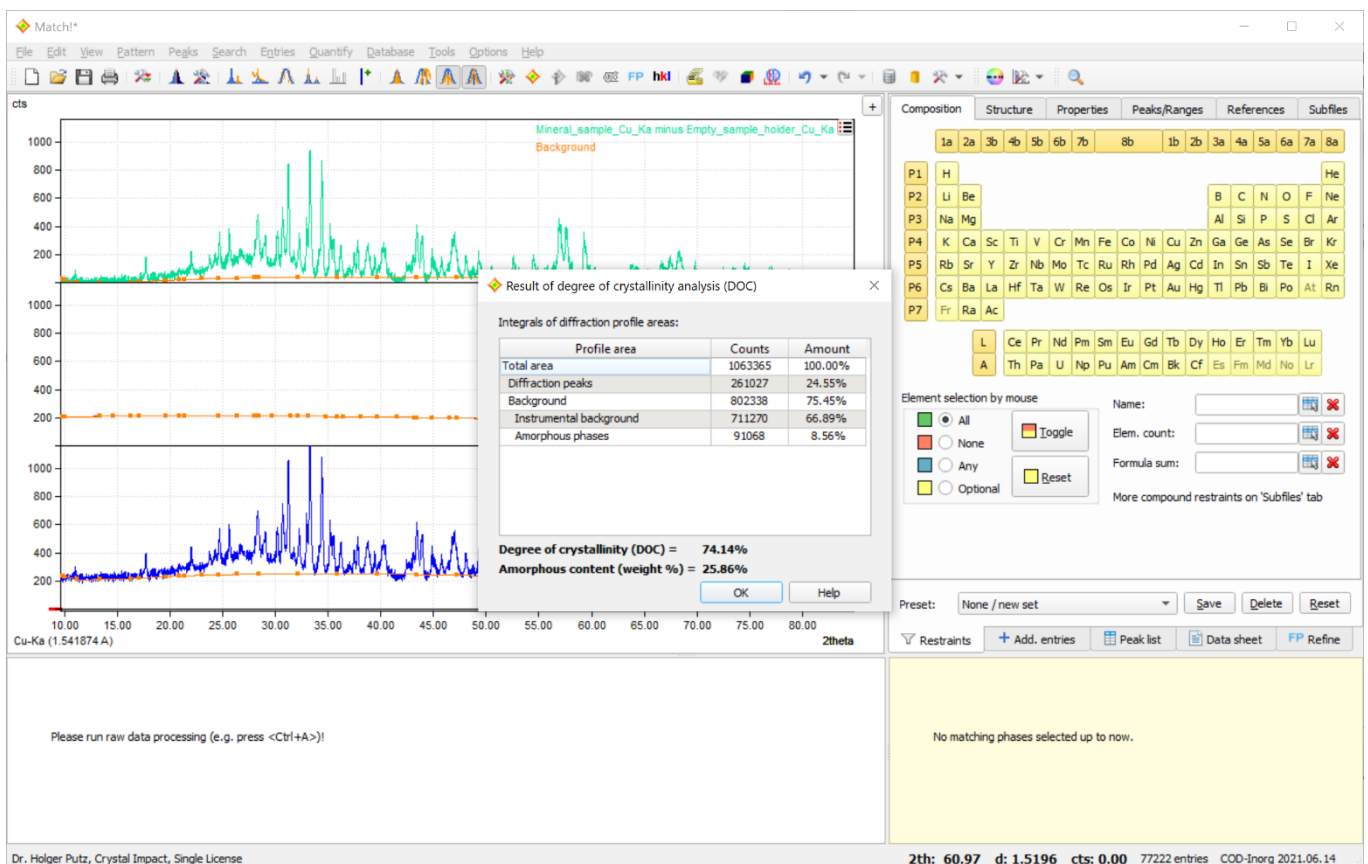 Match!*
File Edit View Pattern Peaks Search Entries Quantify Database Tools Options Help
FP hkl
cts
+
Mineral_sample_Cu_Ka minus Empty_sample_holder_Cu_Ka
Background
1000
800
600
400
200
1000
800
600
400
200
1000
800
600
400
200
10.00 15.00 20.00 25.00 30.00 35.00 40.00 45.00 50.00 55.00 60.00 65.00 70.00 75.00 80.00
Cu-Ka (1.541874 A) 2theta
Result of degree of crystallinity analysis (DOC)
Integrals of diffraction profile areas:
Profile area Counts Amount
Total area 1063365 100.00%
Diffraction peaks 261027 24.55%
Background 802338 75.45%
Instrumental background 711270 66.89%
Amorphous phases 91068 8.56%
Degree of crystallinity (DOC) = 74.14%
Amorphous content (weight %) = 25.86%
OK Help
Composition Structure Properties Peaks/Ranges References Subfiles
1a 2a 3b 4b 5b 6b 7b 8b 1b 2b 3a 4a 5a 6a 7a 8a
P1 H He
P2 Li Be B C N O F Ne
P3 Na Mg Al Si P S Cl Ar
P4 K Ca Sc Ti V Cr Mn Fe Co Ni Cu Zn Ga Ge As Se Br Kr
P5 Rb Sr Y Zr Nb Mo Tc Ru Rh Pd Ag Cd In Sn Sb Te I Xe
P6 Cs Ba La Hf Ta W Re Os Ir Pt Au Hg Tl Pb Bi Po At Rn
P7 Fr Ra Ac
L Ce Pr Nd Pm Sm Eu Gd Tb Dy Ho Er Tm Yb Lu
A Th Pa U Np Pu Am Cm Bk Cf Es Fm Md No Lr
Element selection by mouse
All
None
Any
Optional
Toggle
Reset
Name:
Elem. count:
Formula sum:
More compound restraints on 'Subfiles' tab
Preset: None / new set Save Delete Reset
Restraints + Add. entries Peak list Data sheet FP Refine
Please run raw data processing (e.g. press <Ctrl+A>)!
No matching phases selected up to now.
Dr. Holger Putz, Crystal Impact, Single License
2th: 60.97 d: 1.5196 cts: 0.00 77222 entries COD-Inorg 2021.06.14